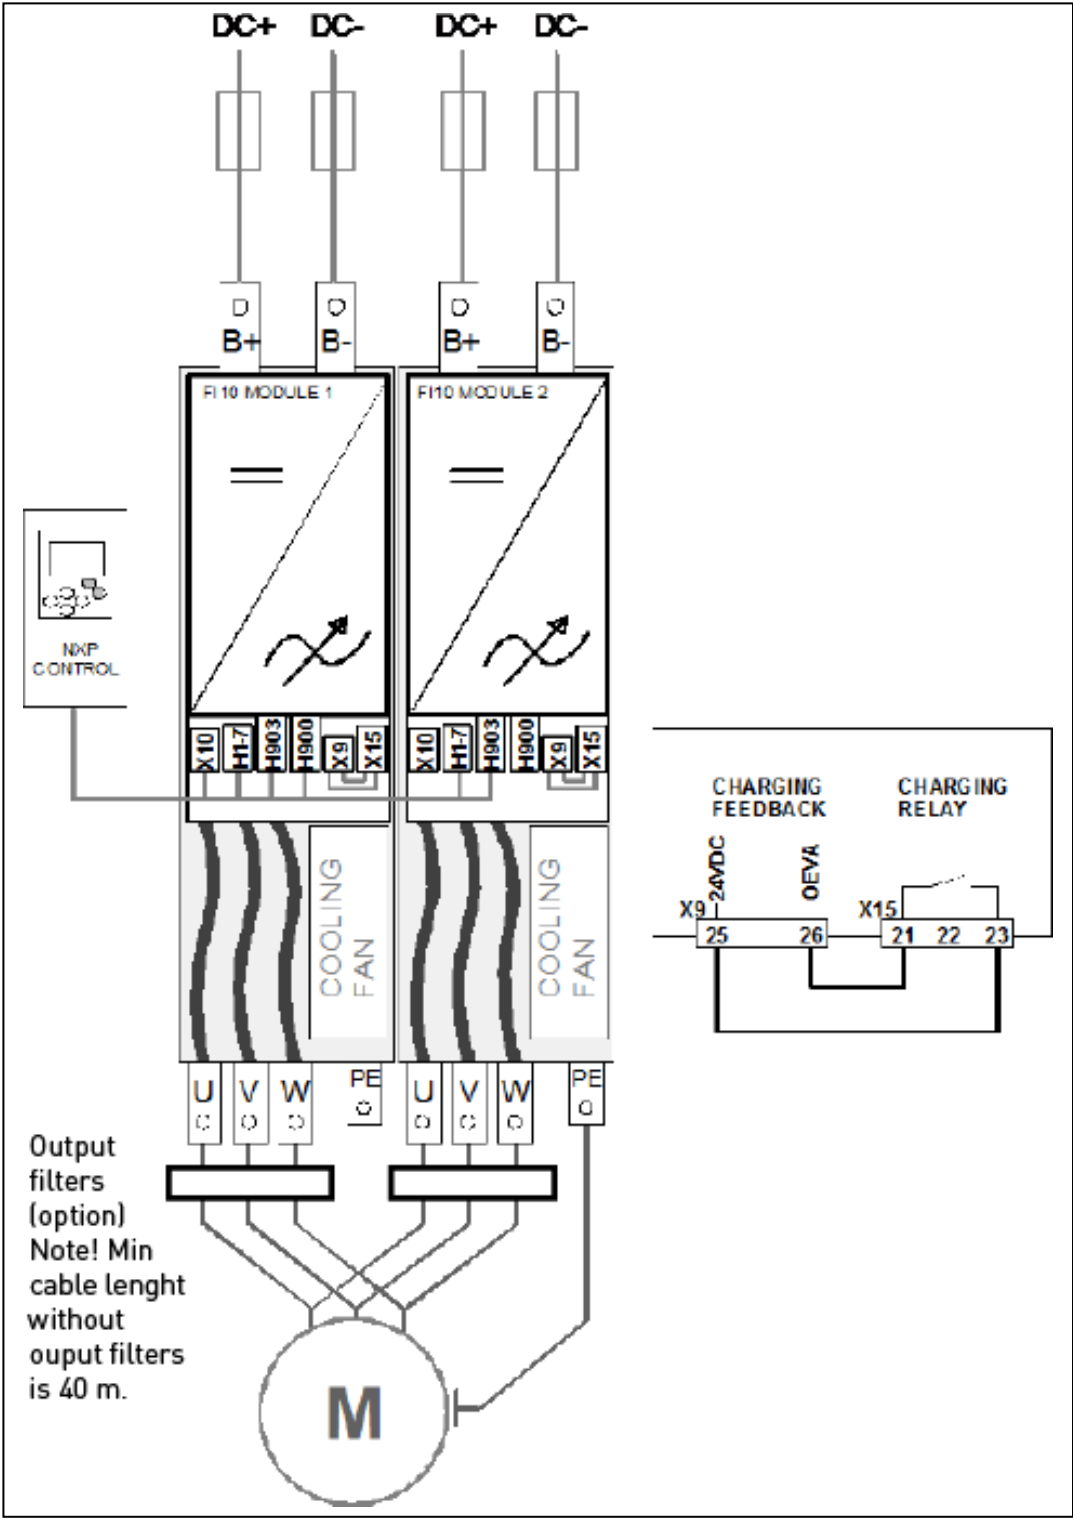 DC+ DC- DC+ DC-
B+ B- B+ B-
FI10 MODULE 1
FI10 MODULE 2
NXP
CONTROL
X10 H1-7 H903 H900 X9 X15
X10 H1-7 H903 H900 X9 X15
COOLING
FAN
COOLING
FAN
CHARGING
FEEDBACK
CHARGING
RELAY
24VDC
OEVA
X9
X15
25 26 21 22 23
U V W PE
U V W PE
Output
filters
(option)
Note! Min
cable lenght
without
ouput filters
is 40 m.
M